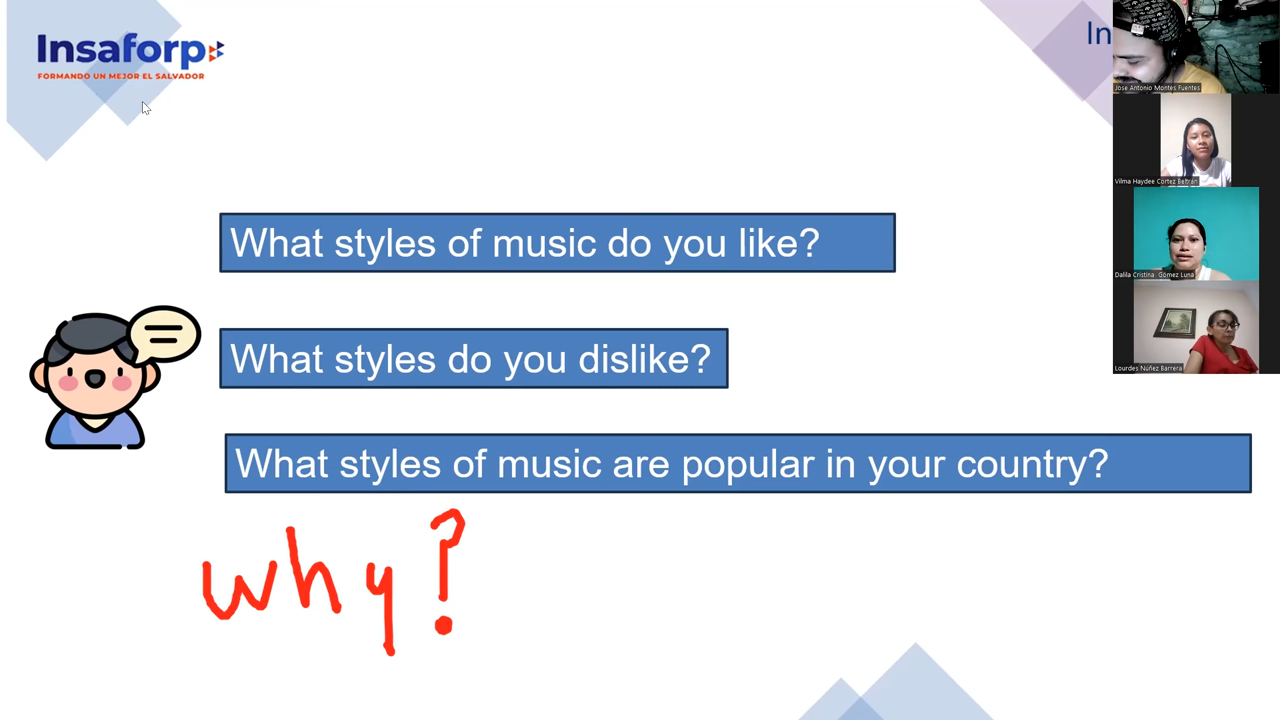 Insaforp
FORMANDO UN MEJOR EL SALVADOR
In
Jose Antonio Montes Fuentes
Vilma Haydee Cortez Beltrán
Dalila Cristina Gómez Luna
Lourdes Núñez Barrera
What styles of music do you like?
What styles do you dislike?
What styles of music are popular in your country?
why?